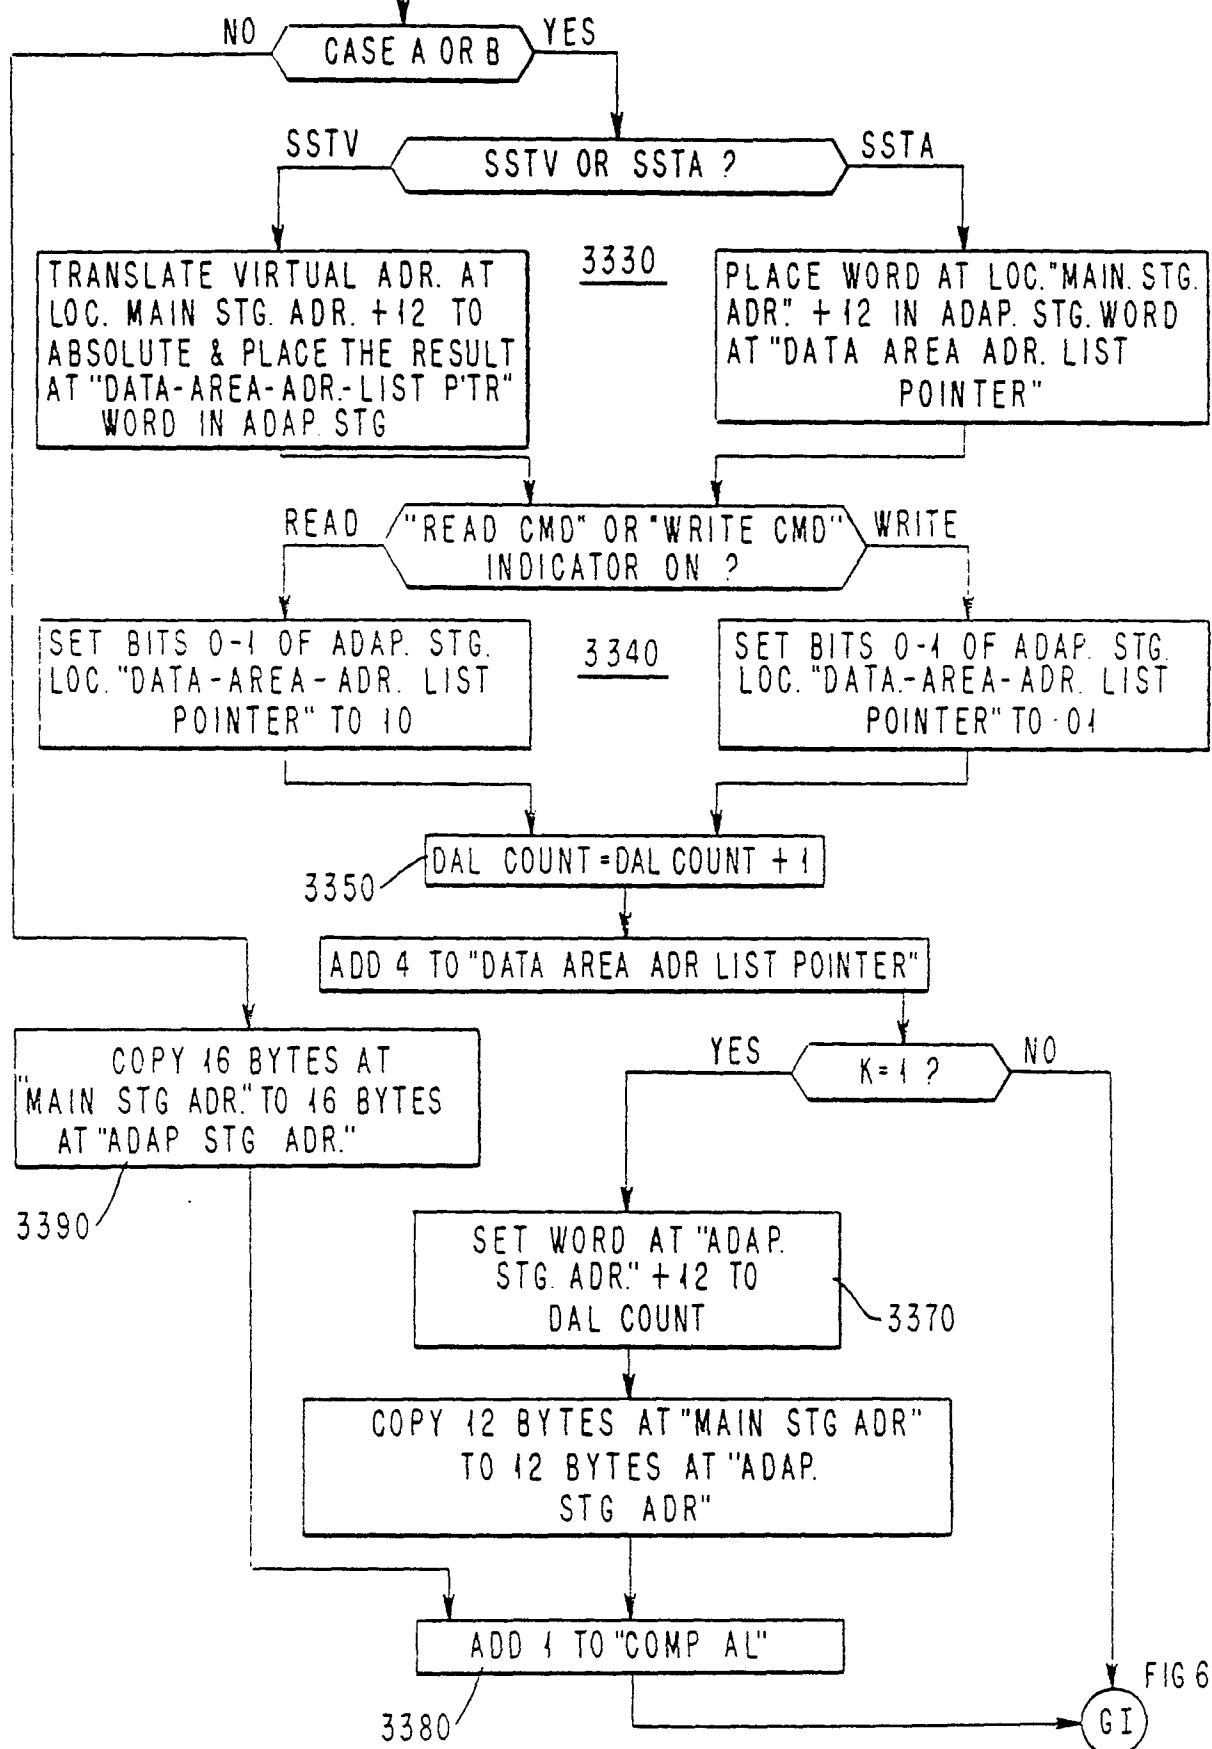 NO
CASE A OR B
YES
SSTV
SSTV OR SSTA ?
SSTA
TRANSLATE VIRTUAL ADR. AT
LOC. MAIN STG. ADR. +12 TO
ABSOLUTE & PLACE THE RESULT
AT "DATA-AREA-ADR.-LIST P'TR"
WORD IN ADAP. STG
3330
PLACE WORD AT LOC. "MAIN. STG.
ADR." +12 IN ADAP. STG. WORD
AT "DATA AREA ADR. LIST
POINTER"
READ
"READ CMD" OR "WRITE CMD"
INDICATOR ON ?
WRITE
SET BITS 0-1 OF ADAP. STG.
LOC. "DATA-AREA-ADR. LIST
POINTER" TO 10
3340
SET BITS 0-1 OF ADAP. STG.
LOC. "DATA.-AREA-ADR. LIST
POINTER" TO 01
DAL COUNT = DAL COUNT + 1
3350
ADD 4 TO "DATA AREA ADR LIST POINTER"
YES
K=1 ?
NO
COPY 16 BYTES AT
"MAIN STG ADR." TO 16 BYTES
AT "ADAP STG ADR."
3390
SET WORD AT "ADAP.
STG. ADR." +12 TO
DAL COUNT
3370
COPY 12 BYTES AT "MAIN STG ADR"
TO 12 BYTES AT "ADAP.
STG ADR"
ADD 1 TO "COMP AL"
3380
FIG 6
GI